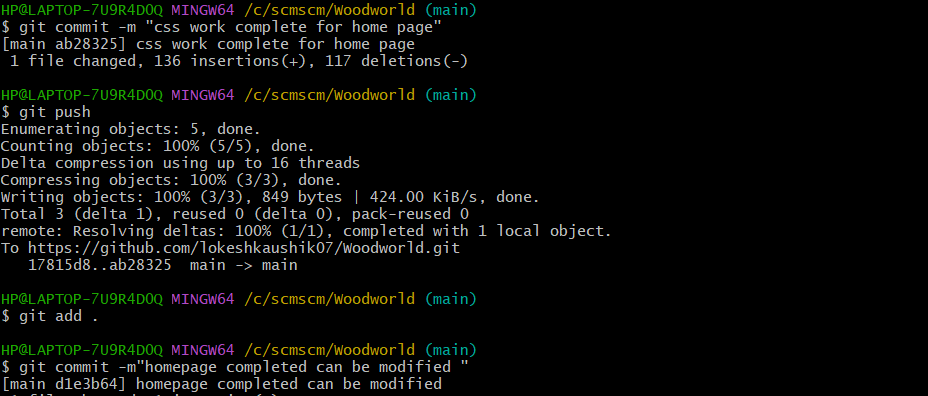 HP@LAPTOP-7U9R4D0Q MINGW64 /c/scmscm/Woodworld (main)
$ git commit -m "css work complete for home page"
[main ab28325] css work complete for home page
 1 file changed, 136 insertions(+), 117 deletions(-)
HP@LAPTOP-7U9R4D0Q MINGW64 /c/scmscm/Woodworld (main)
$ git push
Enumerating objects: 5, done.
Counting objects: 100% (5/5), done.
Delta compression using up to 16 threads
Compressing objects: 100% (3/3), done.
Writing objects: 100% (3/3), 849 bytes | 424.00 KiB/s, done.
Total 3 (delta 1), reused 0 (delta 0), pack-reused 0
remote: Resolving deltas: 100% (1/1), completed with 1 local object.
To https://github.com/lokeshkaushik07/Woodworld.git
   17815d8..ab28325  main -> main
HP@LAPTOP-7U9R4D0Q MINGW64 /c/scmscm/Woodworld (main)
$ git add .
HP@LAPTOP-7U9R4D0Q MINGW64 /c/scmscm/Woodworld (main)
$ git commit -m"homepage completed can be modified "
[main d1e3b64] homepage completed can be modified